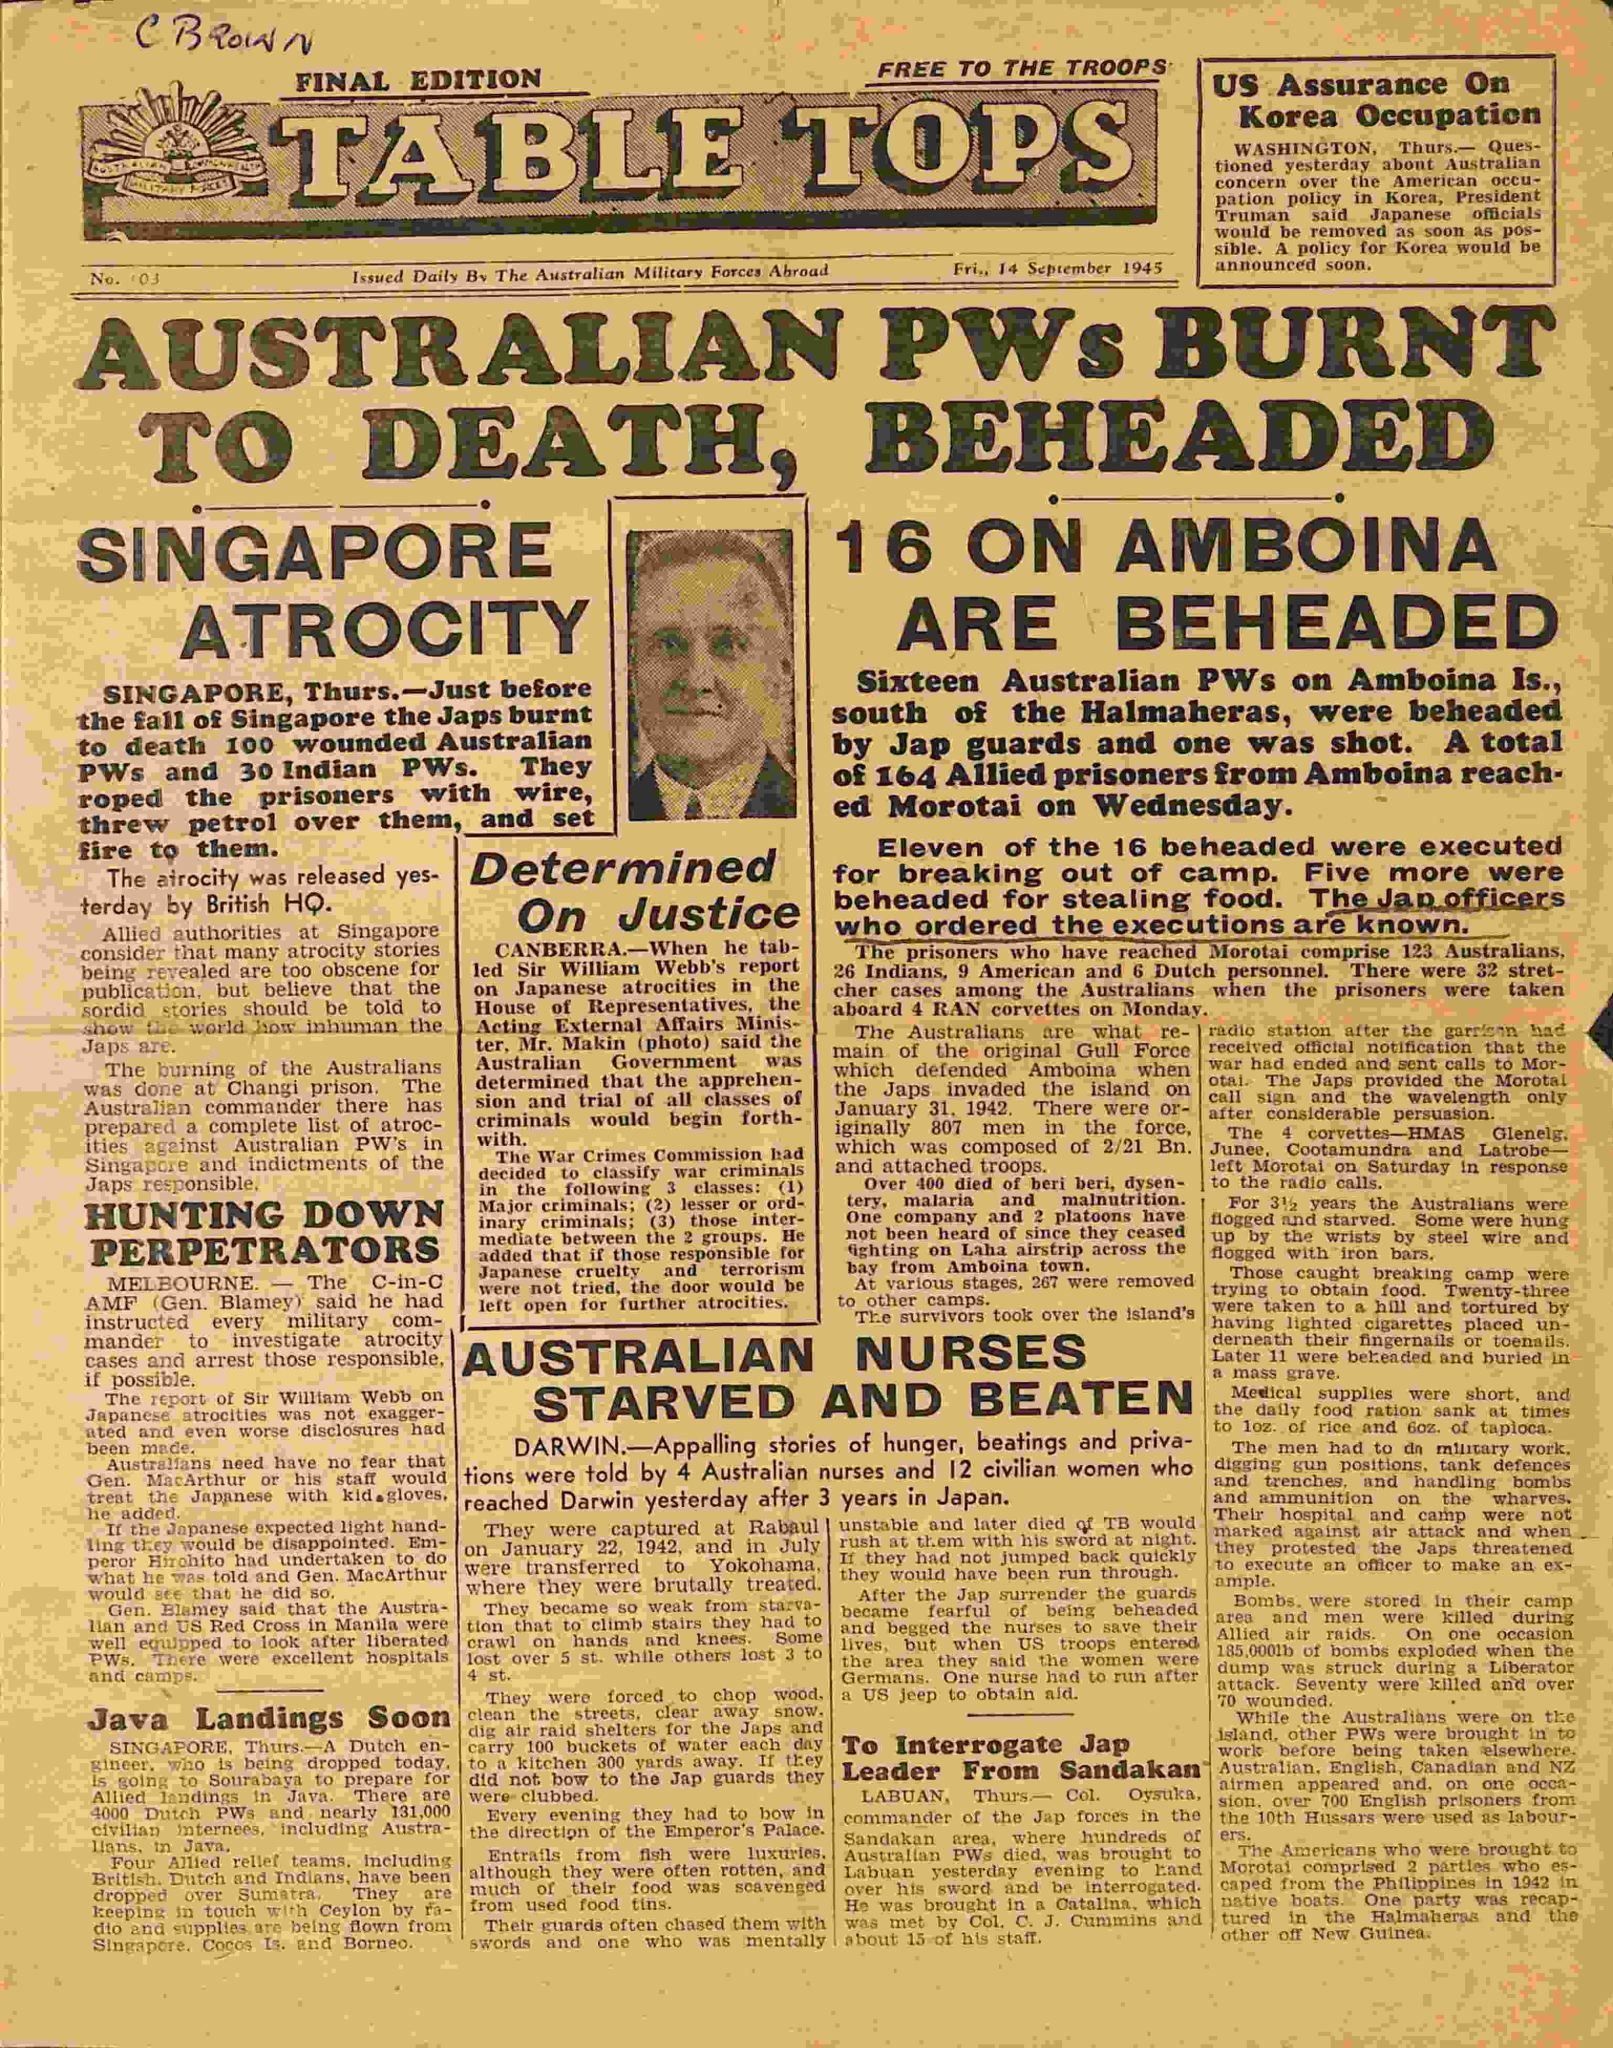 C BROWN
FINAL EDITION
FREE TO THE TROOPS
TABLE TOPS
AUSTRALIAN COMMONWEALTH
MILITARY FORCES
No. 103
Issued Daily By The Australian Military Forces Abroad
Fri., 14 September 1945
US Assurance On
Korea Occupation
WASHINGTON, Thurs.— Ques-
tioned yesterday about Australian
concern over the American occu-
pation policy in Korea, President
Truman said Japanese officials
would be removed as soon as pos-
sible. A policy for Korea would be
announced soon.
AUSTRALIAN PWs BURNT
TO DEATH, BEHEADED
SINGAPORE
ATROCITY
SINGAPORE, Thurs.—Just before
the fall of Singapore the Japs burnt
to death 100 wounded Australian
PWs and 30 Indian PWs. They
roped the prisoners with wire,
threw petrol over them, and set
fire to them.
The atrocity was released yes-
terday by British HQ.
Allied authorities at Singapore
consider that many atrocity stories
being revealed are too obscene for
publication, but believe that the
sordid stories should be told to
show the world how inhuman the
Japs are.
The burning of the Australians
was done at Changi prison. The
Australian commander there has
prepared a complete list of atroc-
ities against Australian PW's in
Singapore and indictments of the
Japs responsible.
HUNTING DOWN
PERPETRATORS
MELBOURNE. — The C-in-C
AMF (Gen. Blamey) said he had
instructed every military com-
mander to investigate atrocity
cases and arrest those responsible,
if possible.
The report of Sir William Webb on
Japanese atrocities was not exagger-
ated and even worse disclosures had
been made.
Australians need have no fear that
Gen. MacArthur or his staff would
treat the Japanese with kid gloves,
he added.
If the Japanese expected light hand-
ling they would be disappointed. Em-
peror Hirohito had undertaken to do
what he was told and Gen. MacArthur
would see that he did so.
Gen. Blamey said that the Austra-
lian and US Red Cross in Manila were
well equipped to look after liberated
PWs. There were excellent hospitals
and camps.
Java Landings Soon
SINGAPORE, Thurs.—A Dutch en-
gineer, who is being dropped today,
is going to Sourabaya to prepare for
Allied landings in Java. There are
4000 Dutch PWs and nearly 131,000
civilian internees, including Austra-
lians, in Java.
Four Allied relief teams, including
British, Dutch and Indians, have been
dropped over Sumatra. They are
keeping in touch with Ceylon by ra-
dio and supplies are being flown from
Singapore, Cocos Is. and Borneo.
Determined
On Justice
CANBERRA.—When he tab-
led Sir William Webb's report
on Japanese atrocities in the
House of Representatives, the
Acting External Affairs Minis-
ter, Mr. Makin (photo) said the
Australian Government was
determined that the apprehen-
sion and trial of all classes of
criminals would begin forth-
with.
The War Crimes Commission had
decided to classify war criminals
in the following 3 classes: (1)
Major criminals; (2) lesser or ord-
inary criminals; (3) those inter-
mediate between the 2 groups. He
added that if those responsible for
Japanese cruelty and terrorism
were not tried, the door would be
left open for further atrocities.
16 ON AMBOINA
ARE BEHEADED
Sixteen Australian PWs on Amboina Is.,
south of the Halmaheras, were beheaded
by Jap guards and one was shot. A total
of 164 Allied prisoners from Amboina reach-
ed Morotai on Wednesday.
Eleven of the 16 beheaded were executed
for breaking out of camp. Five more were
beheaded for stealing food. The Jap officers
who ordered the executions are known.
The prisoners who have reached Morotai comprise 123 Australians,
26 Indians, 9 American and 6 Dutch personnel. There were 32 stret-
cher cases among the Australians when the prisoners were taken
aboard 4 RAN corvettes on Monday.
The Australians are what re-
main of the original Gull Force
which defended Amboina when
the Japs invaded the island on
January 31, 1942. There were or-
iginally 807 men in the force,
which was composed of 2/21 Bn.
and attached troops.
Over 400 died of beri beri, dysen-
tery, malaria and malnutrition.
One company and 2 platoons have
not been heard of since they ceased
fighting on Laha airstrip across the
bay from Amboina town.
At various stages, 267 were removed
to other camps.
The survivors took over the island's
radio station after the garrison had
received official notification that the
war had ended and sent calls to Mor-
otai. The Japs provided the Morotai
call sign and the wavelength only
after considerable persuasion.
The 4 corvettes—HMAS Glenelg,
Junee, Cootamundra and Latrobe—
left Morotai on Saturday in response
to the radio calls.
For 3½ years the Australians were
flogged and starved. Some were hung
up by the wrists by steel wire and
flogged with iron bars.
Those caught breaking camp were
trying to obtain food. Twenty-three
were taken to a hill and tortured by
having lighted cigarettes placed un-
derneath their fingernails or toenails.
Later 11 were beheaded and buried in
a mass grave.
Medical supplies were short, and
the daily food ration sank at times
to 1oz. of rice and 6oz. of tapioca.
The men had to do military work,
digging gun positions, tank defences
and trenches, and handling bombs
and ammunition on the wharves.
Their hospital and camp were not
marked against air attack and when
they protested the Japs threatened
to execute an officer to make an ex-
ample.
Bombs were stored in their camp
area and men were killed during
Allied air raids. On one occasion
185,000lb of bombs exploded when the
dump was struck during a Liberator
attack. Seventy were killed and over
70 wounded.
While the Australians were on the
island, other PWs were brought in to
work before being taken elsewhere.
Australian, English, Canadian and NZ
airmen appeared and, on one occa-
sion, over 700 English prisoners from
the 10th Hussars were used as labour-
ers.
The Americans who were brought to
Morotai comprised 2 parties who es-
caped from the Philippines in 1942 in
native boats. One party was recap-
tured in the Halmaheras and the
other off New Guinea.
AUSTRALIAN NURSES
STARVED AND BEATEN
DARWIN.—Appalling stories of hunger, beatings and priva-
tions were told by 4 Australian nurses and 12 civilian women who
reached Darwin yesterday after 3 years in Japan.
They were captured at Rabaul
on January 22, 1942, and in July
were transferred to Yokohama,
where they were brutally treated.
They became so weak from starva-
tion that to climb stairs they had to
crawl on hands and knees. Some
lost over 5 st. while others lost 3 to
4 st.
They were forced to chop wood,
clean the streets, clear away snow,
dig air raid shelters for the Japs and
carry 100 buckets of water each day
to a kitchen 300 yards away. If they
did not bow to the Jap guards they
were clubbed.
Every evening they had to bow in
the direction of the Emperor's Palace.
Entrails from fish were luxuries,
although they were often rotten, and
much of their food was scavenged
from used food tins.
Their guards often chased them with
swords and one who was mentally
unstable and later died of TB would
rush at them with his sword at night.
If they had not jumped back quickly
they would have been run through.
After the Jap surrender the guards
became fearful of being beheaded
and begged the nurses to save their
lives, but when US troops entered
the area they said the women were
Germans. One nurse had to run after
a US jeep to obtain aid.
To Interrogate Jap
Leader From Sandakan
LABUAN, Thurs.— Col. Oysuka,
commander of the Jap forces in the
Sandakan area, where hundreds of
Australian PWs died, was brought to
Labuan yesterday evening to hand
over his sword and be interrogated.
He was brought in a Catalina, which
was met by Col. C. J. Cummins and
about 15 of his staff.